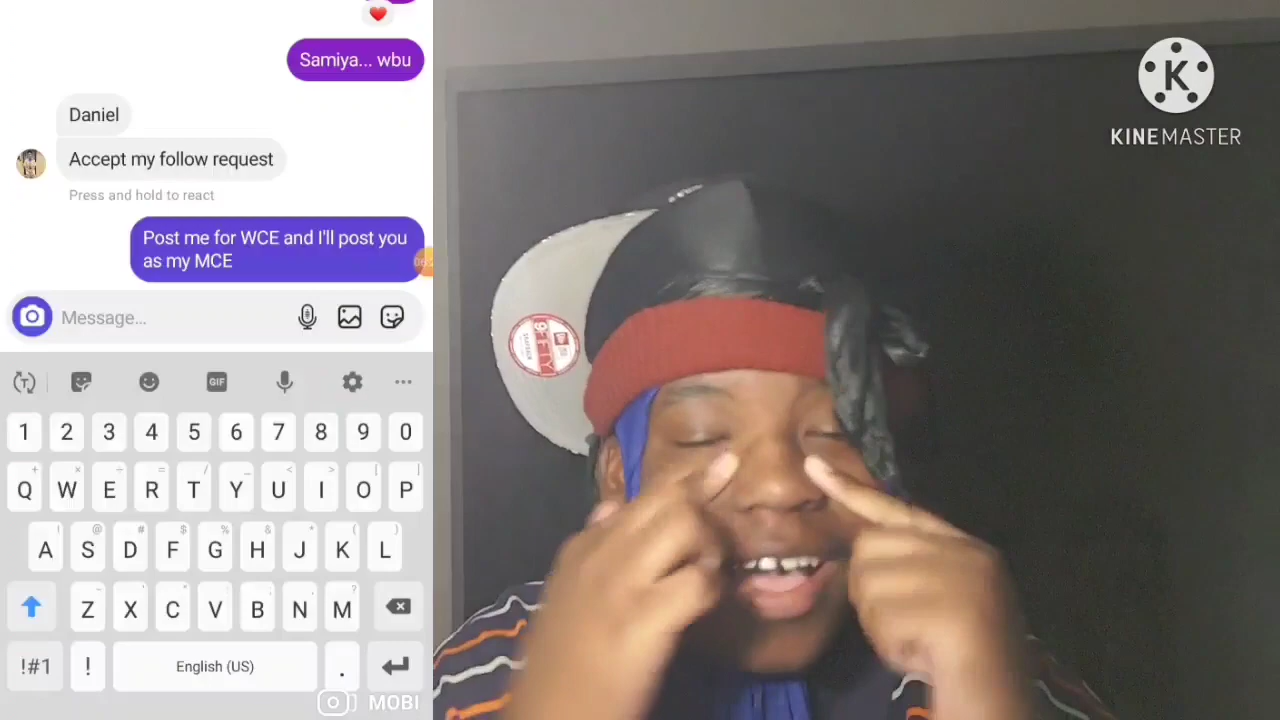 Samiya... wbu
Daniel
Accept my follow request
Press and hold to react
Post me for WCE and I'll post you
as my MCE
Message...
GIF
1 2 3 4 5 6 7 8 9 0
Q W E R T Y U I O P
A S D F G H J K L
Z X C V B N M
!#1 ! English (US) .
MOBI
K
KINEMASTER
9FIFTY